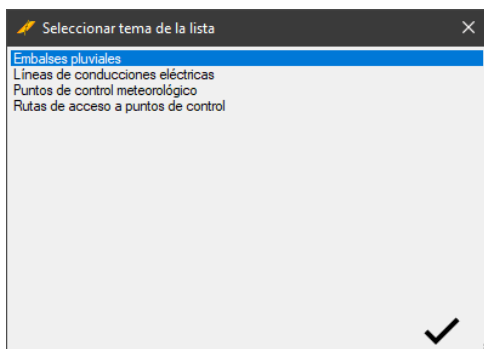 Seleccionar tema de la lista
Embalses pluviales
Líneas de conducciones eléctricas
Puntos de control meteorológico
Rutas de acceso a puntos de control